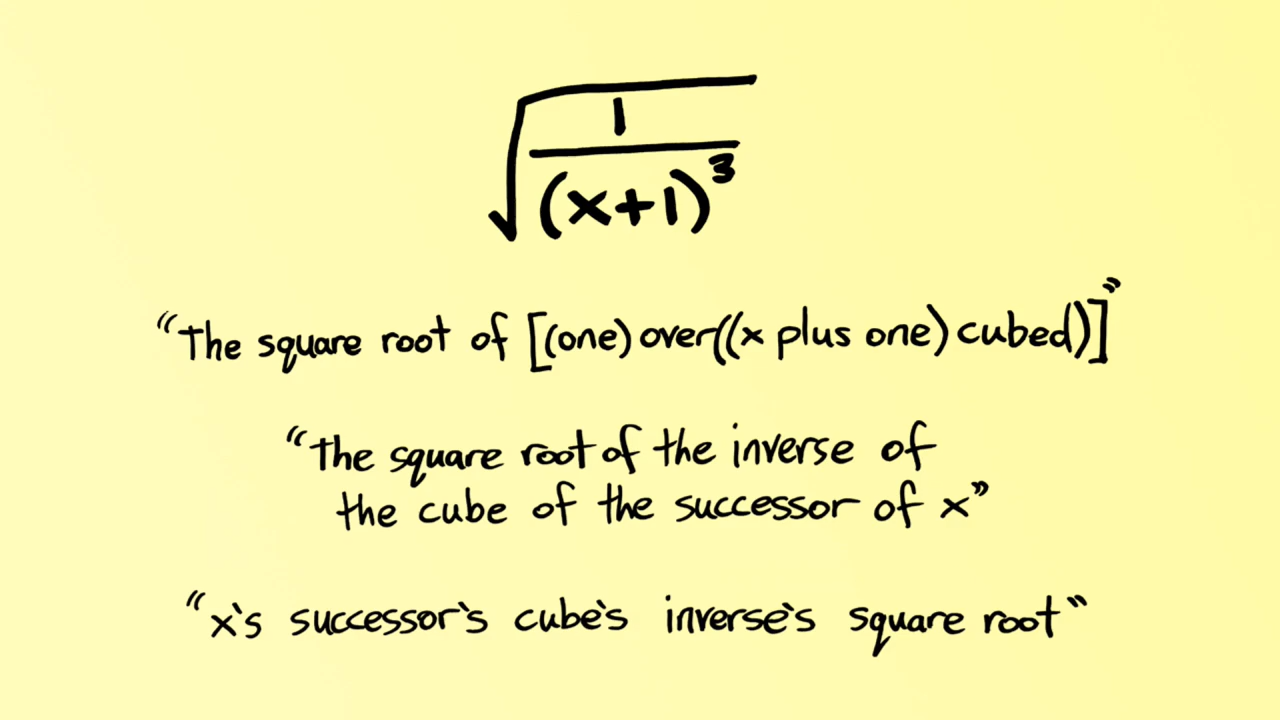 √(1/(x+1)³)
“The square root of [(one) over((x plus one) cubed)]”
“The square root of the inverse of
the cube of the successor of x”
“x's successor's cube's inverse's square root”